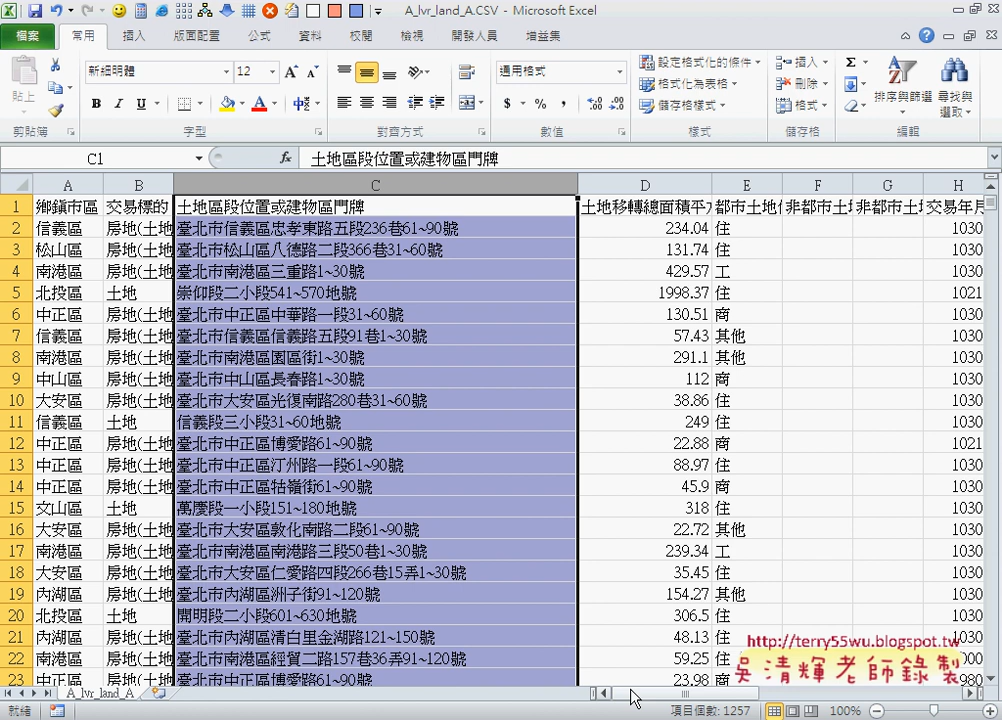 A_lvr_land_A.CSV - Microsoft Excel
檔案 常用 插入 版面配置 公式 資料 校閱 檢視 開發人員 增益集
貼上 新細明體 12 通用格式 設定格式化的條件 插入 Σ
B I U 中 $ % , 格式化為表格 刪除 排序與篩選 尋找與選取
儲存格樣式 格式
剪貼簿 字型 對齊方式 數值 樣式 儲存格 編輯
C1 fx 土地區段位置或建物區門牌
A B C D E F G H
1 鄉鎮市區 交易標的 土地區段位置或建物區門牌 土地移轉總面積平方 都市土地 非都市土 非都市土 交易年月
2 信義區 房地(土地 臺北市信義區忠孝東路五段236巷61~90號 234.04 住 1030
3 松山區 房地(土地 臺北市松山區八德路二段366巷31~60號 131.74 住 1030
4 南港區 房地(土地 臺北市南港區三重路1~30號 429.57 工 1030
5 北投區 土地 崇仰段二小段541~570地號 1998.37 住 1021
6 中正區 房地(土地 臺北市中正區中華路一段31~60號 130.51 商 1030
7 信義區 房地(土地 臺北市信義區信義路五段91巷1~30號 57.43 其他 1030
8 南港區 房地(土地 臺北市南港區園區街1~30號 291.1 其他 1030
9 中山區 房地(土地 臺北市中山區長春路1~30號 112 商 1030
10 大安區 房地(土地 臺北市大安區光復南路280巷31~60號 38.86 住 1030
11 信義區 土地 信義段三小段31~60地號 249 住 1030
12 中正區 房地(土地 臺北市中正區博愛路61~90號 22.88 商 1021
13 中正區 房地(土地 臺北市中正區汀州路一段61~90號 88.97 住 1030
14 中正區 房地(土地 臺北市中正區牯嶺街61~90號 45.9 商 1030
15 文山區 土地 萬慶段一小段151~180地號 318 住 1030
16 大安區 房地(土地 臺北市大安區敦化南路二段61~90號 22.72 其他 1030
17 南港區 房地(土地 臺北市南港區南港路三段50巷1~30號 239.34 工 1030
18 大安區 房地(土地 臺北市大安區仁愛路四段266巷15弄1~30號 35.45 住 1030
19 內湖區 房地(土地 臺北市內湖區洲子街91~120號 154.27 其他 1030
20 北投區 土地 開明段二小段601~630地號 306.5 住 1030
21 內湖區 房地(土地 臺北市內湖區清白里金湖路121~150號 48.13 住 1030
22 南港區 房地(土地 臺北市南港區經貿二路157巷36弄91~120號 59.25 住
23 中正區 房地(土地 臺北市中正區博愛路61~90號 23.98 商
http://terry55wu.blogspot.tw
吳清輝老師錄製
A_lvr_land_A
就緒 項目個數: 1257 100%